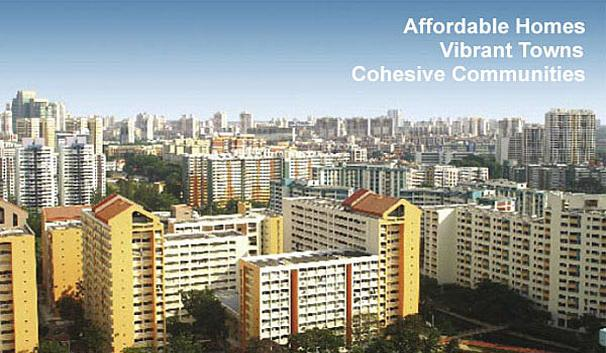 Affordable Homes
Vibrant Towns
Cohesive Communities